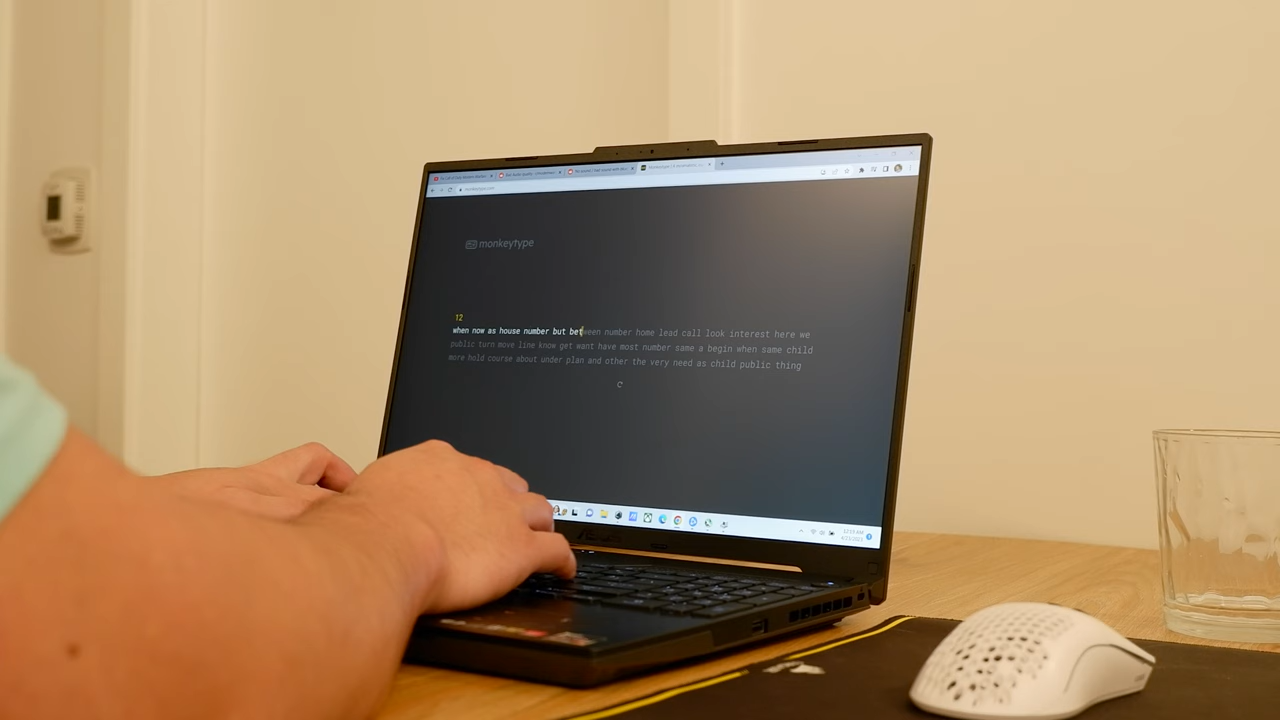 monkeytype.com
monkeytype
12
when now as house number but between number home lead call look interest here we
public turn move line know get want have most number same a begin when same child
more hold course about under plan and other the very need as child public thing